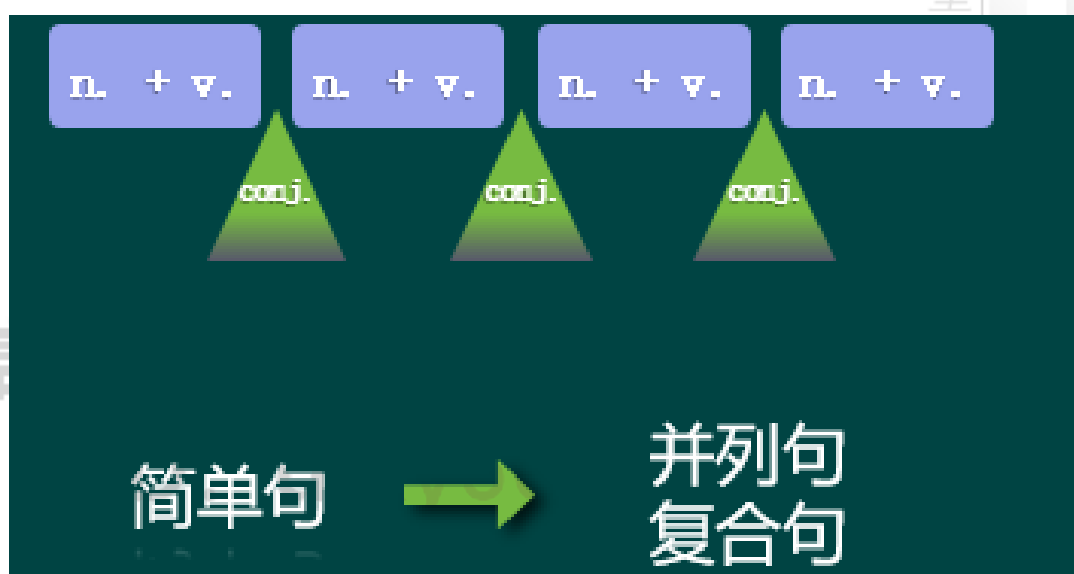 n. + v. n. + v. n. + v. n. + v.
conj. conj. conj.
简单句
并列句
复合句